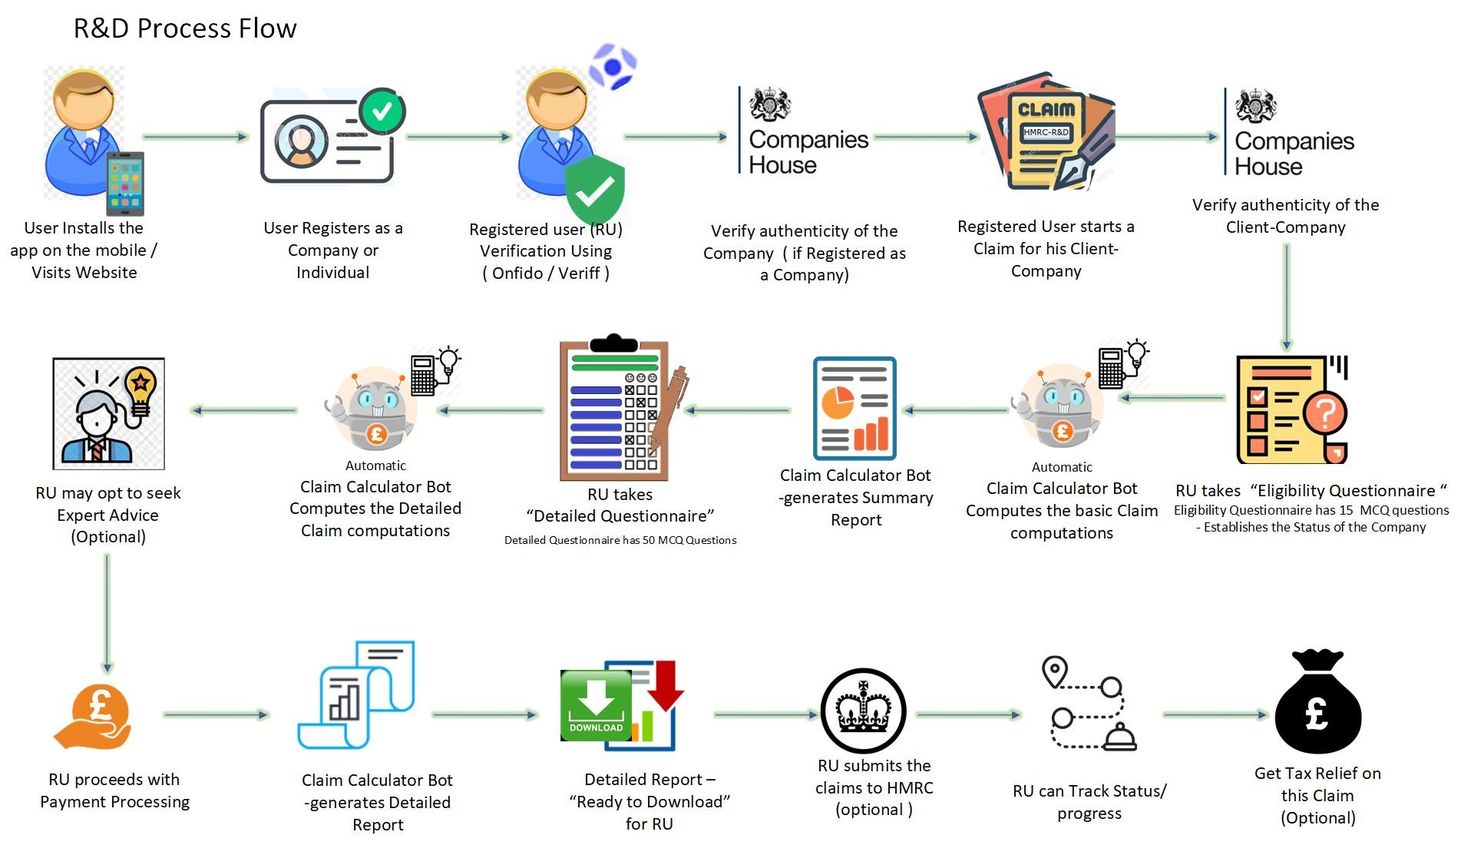 R&D Process Flow
User Installs the
app on the mobile /
Visits Website
User Registers as a
Company or
Individual
Registered user (RU)
Verification Using
( Onfido / Veriff )
Companies
House
Verify authenticity of the
Company ( if Registered as
a Company)
CLAIM
HMRC-R&D
Registered User starts a
Claim for his Client-
Company
Companies
House
Verify authenticity of the
Client-Company
RU takes “Eligibility Questionnaire “
Eligibility Questionnaire has 15 MCQ questions
- Establishes the Status of the Company
£
Automatic
Claim Calculator Bot
Computes the basic Claim
computations
Claim Calculator Bot
-generates Summary
Report
RU takes
“Detailed Questionnaire”
Detailed Questionnaire has 50 MCQ Questions
£
Automatic
Claim Calculator Bot
Computes the Detailed
Claim computations
RU may opt to seek
Expert Advice
(Optional)
£
RU proceeds with
Payment Processing
Claim Calculator Bot
-generates Detailed
Report
DOWNLOAD
Detailed Report –
“Ready to Download”
for RU
RU submits the
claims to HMRC
(optional )
RU can Track Status/
progress
£
Get Tax Relief on
this Claim
(Optional)